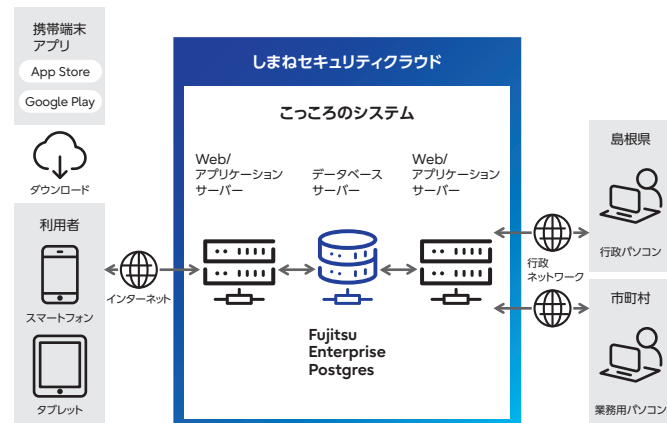 携帯端末
アプリ
App Store
Google Play
ダウンロード
利用者
スマートフォン
タブレット
インターネット
しまねセキュリティクラウド
こっころのシステム
Web/
アプリケーション
サーバー
データベース
サーバー
Web/
アプリケーション
サーバー
Fujitsu
Enterprise
Postgres
行政
ネットワーク
島根県
行政パソコン
市町村
業務用パソコン